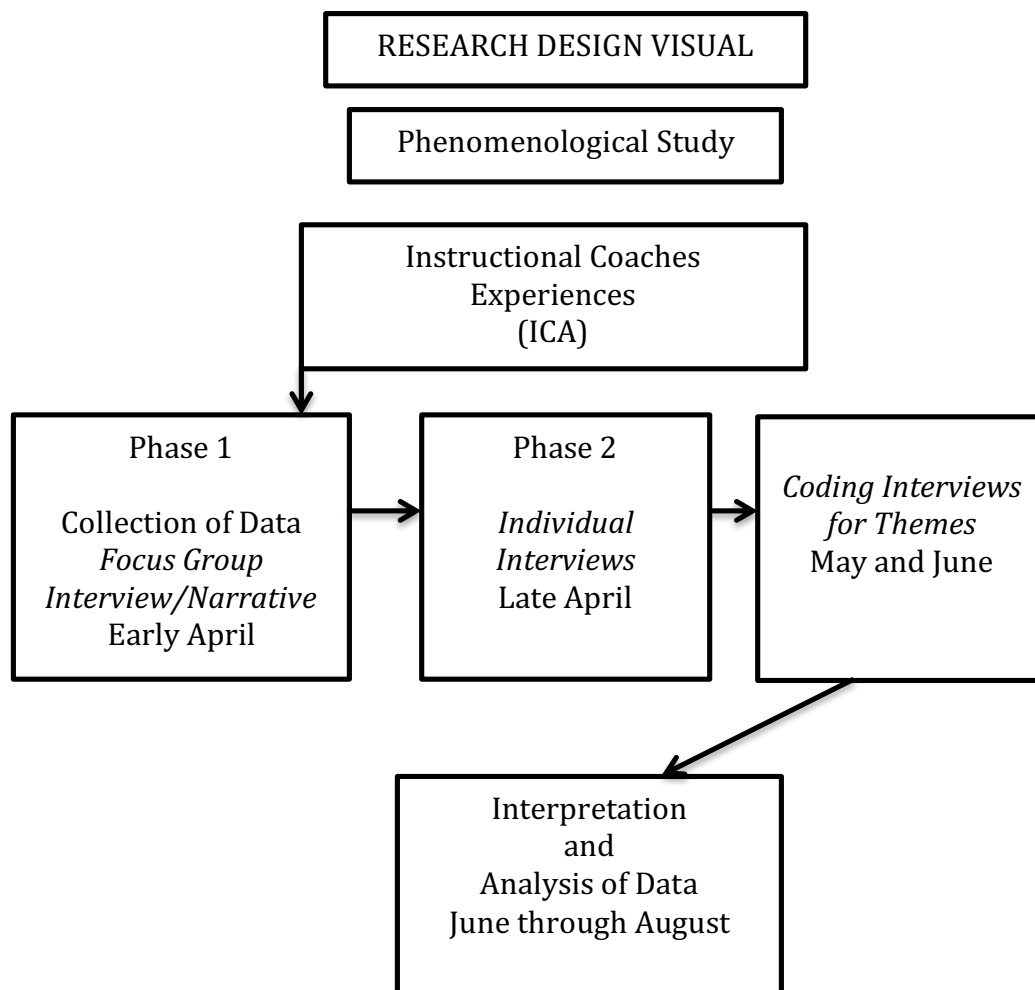 RESEARCH DESIGN VISUAL
Phenomenological Study
Instructional Coaches
Experiences
(ICA)
Phase 1
Collection of Data
Focus Group
Interview/Narrative
Early April
Phase 2
Individual
Interviews
Late April
Coding Interviews
for Themes
May and June
Interpretation
and
Analysis of Data
June through August